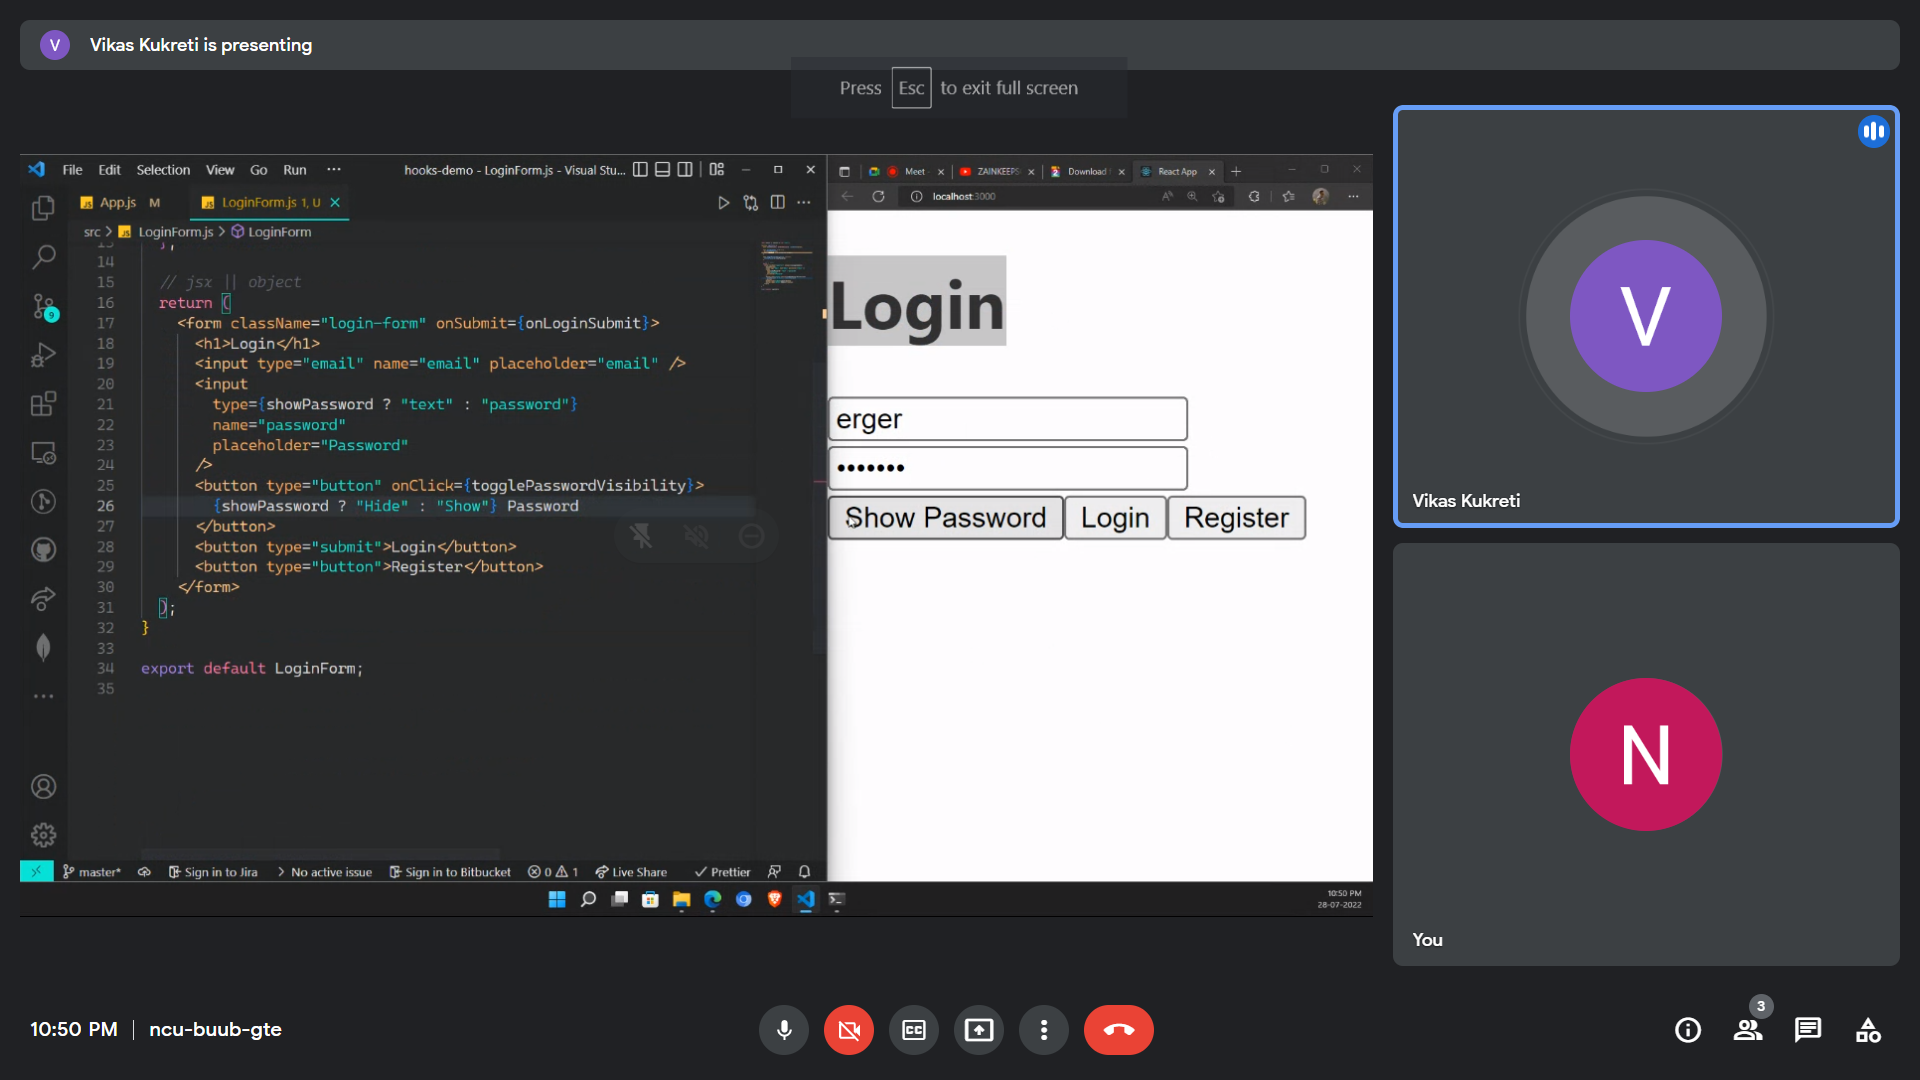 V Vikas Kukreti is presenting
Press Esc to exit full screen
File Edit Selection View Go Run ··· hooks-demo - LoginForm.js - Visual Stu...
App.js M LoginForm.js 1, U
src > LoginForm.js > LoginForm
14
15 // jsx || object
16 return (
17 <form className="login-form" onSubmit={onLoginSubmit}>
18 <h1>Login</h1>
19 <input type="email" name="email" placeholder="email" />
20 <input
21 type={showPassword ? "text" : "password"}
22 name="password"
23 placeholder="Password"
24 />
25 <button type="button" onClick={togglePasswordVisibility}>
26 {showPassword ? "Hide" : "Show"} Password
27 </button>
28 <button type="submit">Login</button>
29 <button type="button">Register</button>
30 </form>
31 );
32 }
33
34 export default LoginForm;
35
9
master* Sign in to Jira > No active issue Sign in to Bitbucket 0 1 Live Share Prettier
Meet ZAINKEEPS Download React App
localhost:3000
Login
erger
•••••••
Show Password Login Register
10:50 PM
28-07-2022
V
Vikas Kukreti
N
You
10:50 PM | ncu-buub-gte
CC
3